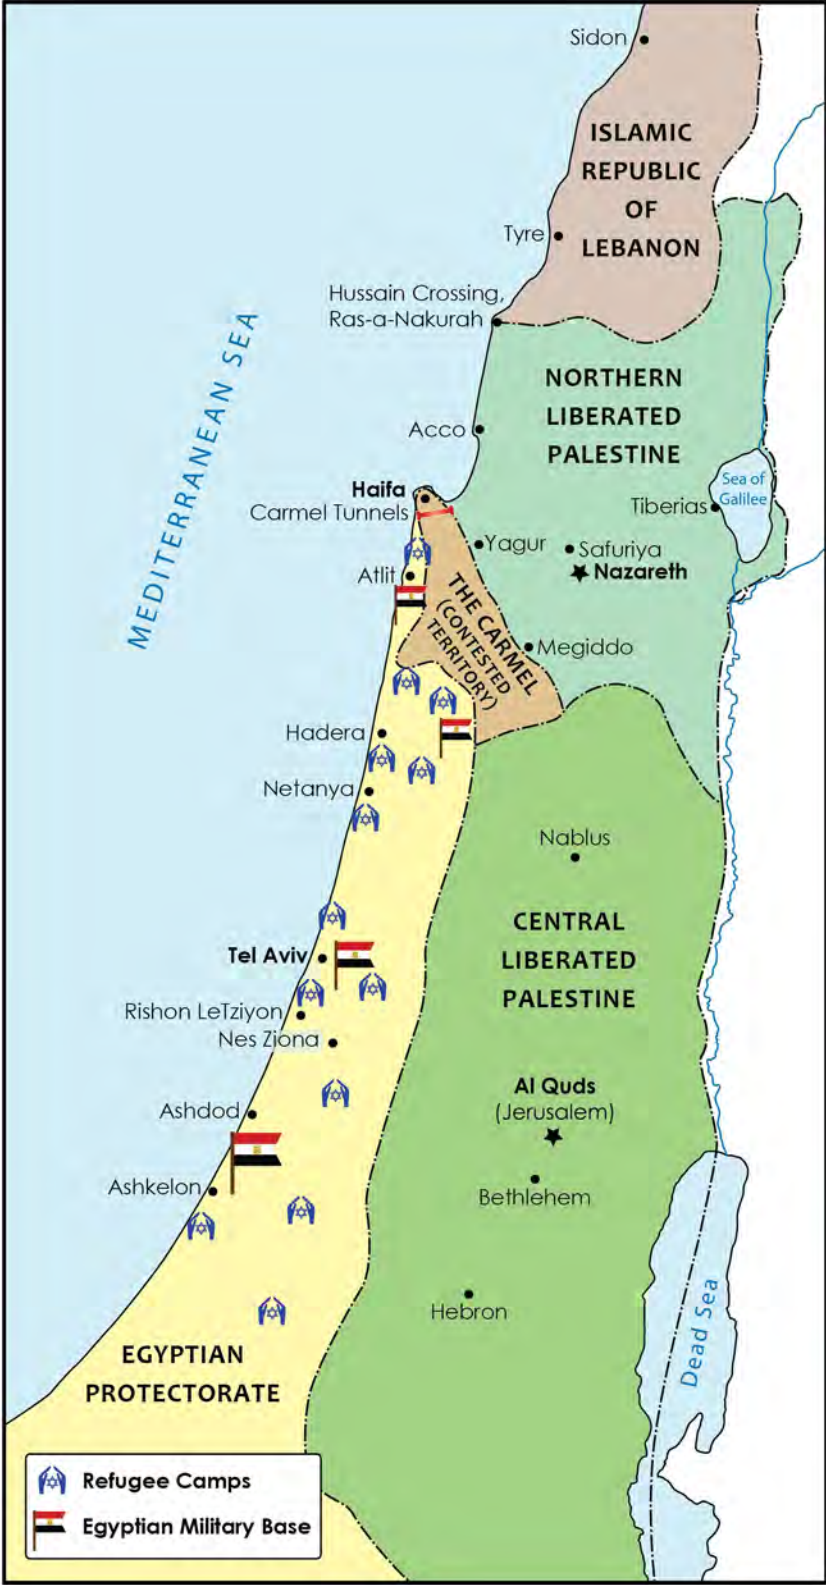 Sidon
ISLAMIC
REPUBLIC
OF
LEBANON
Tyre
Hussain Crossing,
Ras-a-Nakurah
MEDITERRANEAN SEA
NORTHERN
LIBERATED
PALESTINE
Acco
Sea of
Galilee
Haifa
Carmel Tunnels
Tiberias
Yagur
Safuriya
Nazareth
Atlit
THE CARMEL
(CONTESTED
TERRITORY)
Megiddo
Hadera
Netanya
Nablus
CENTRAL
LIBERATED
PALESTINE
Tel Aviv
Rishon LeTziyon
Nes Ziona
Al Quds
(Jerusalem)
Ashdod
Ashkelon
Bethlehem
Hebron
Dead Sea
EGYPTIAN
PROTECTORATE
Refugee Camps
Egyptian Military Base